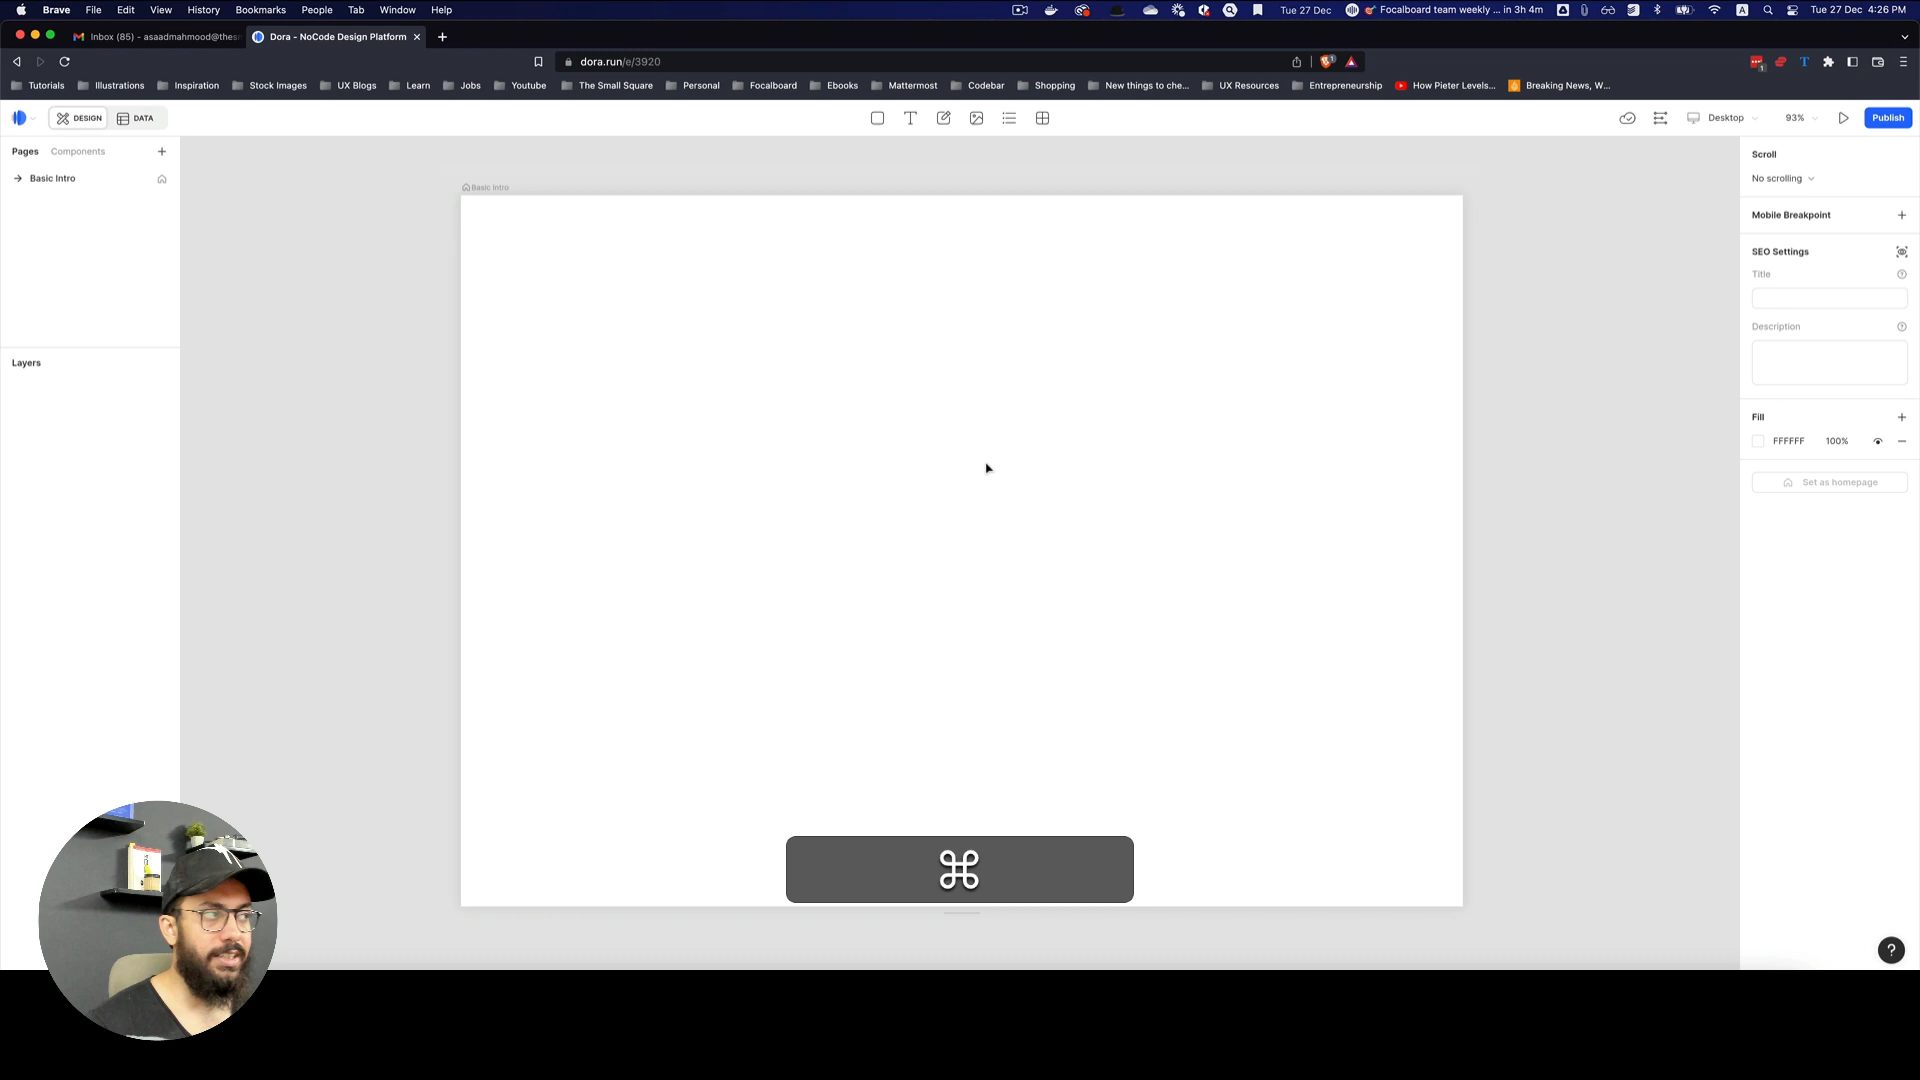 Brave File Edit View History Bookmarks People Tab Window Help Tue 27 Dec Focalboard team weekly ... in 3h 4m A Tue 27 Dec 4:26 PM
Inbox (85) - asaadmahmood@thes Dora - NoCode Design Platform
dora.run/e/3920
Tutorials Illustrations Inspiration Stock Images UX Blogs Learn Jobs Youtube The Small Square Personal Focalboard Ebooks Mattermost Codebar Shopping New things to che... UX Resources Entrepreneurship How Pieter Levels... Breaking News, W...
DESIGN DATA Desktop 93% Publish
Pages Components
Basic Intro
Layers
Basic Intro
⌘
Scroll
No scrolling
Mobile Breakpoint
SEO Settings
Title
Description
Fill
FFFFFF 100%
Set as homepage
?